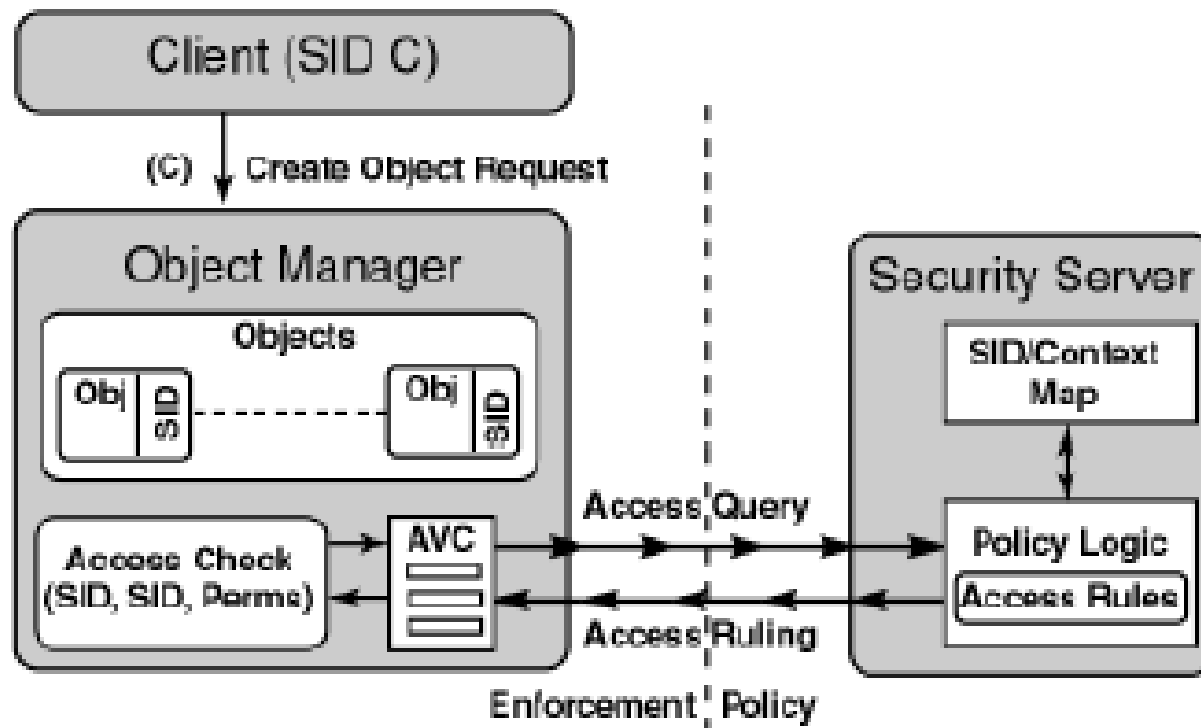 Client (SID C)
(C) Create Object Request
Object Manager
Objects
Obj
SID
Obj
SID
Access Check
(SID, SID, Perms)
AVC
Access Query
Access Ruling
Enforcement
Policy
Security Server
SID/Context
Map
Policy Logic
Access Rules